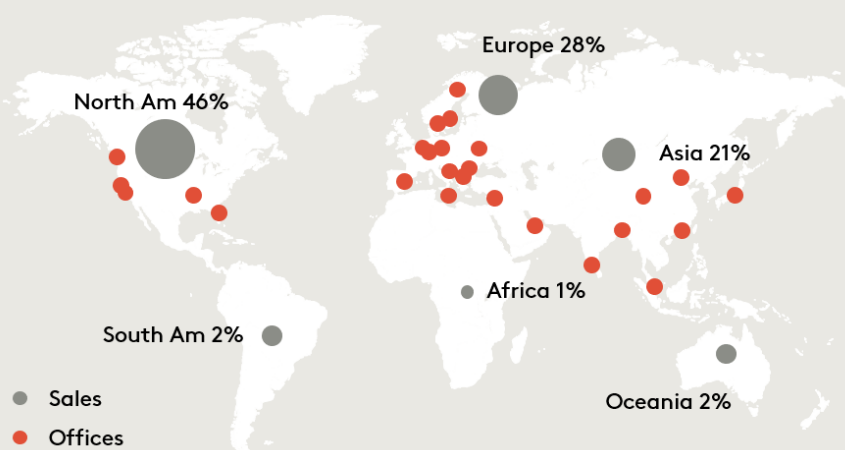 Europe 28%
North Am 46%
Asia 21%
Africa 1%
South Am 2%
Sales
Oceania 2%
Offices